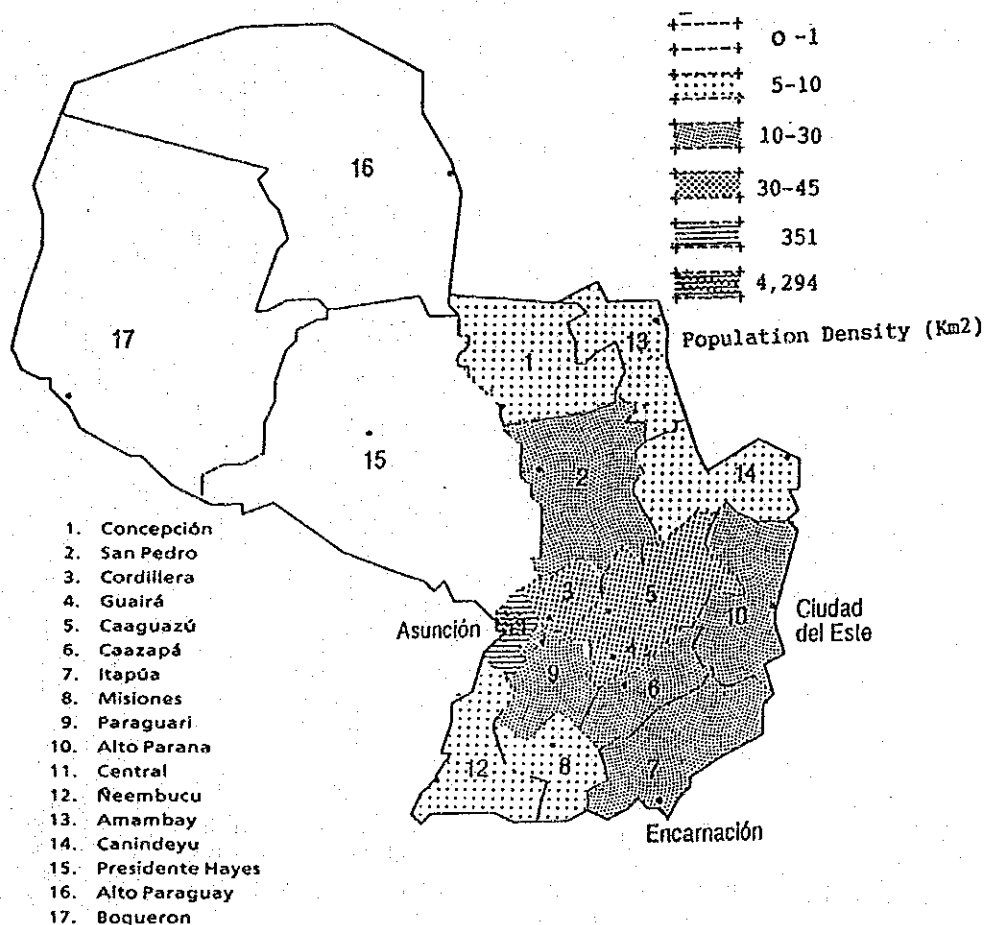 0 -1
5-10
10-30
30-45
351
4,294
Population Density (Km2)
16
17
1
13
15
2
14
1. Concepción
2. San Pedro
3. Cordillera
4. Guairá
5. Caaguazú
6. Caazapá
7. Itapúa
8. Misiones
9. Paraguari
10. Alto Parana
11. Central
12. Ñeembucu
13. Amambay
14. Canindeyu
15. Presidente Hayes
16. Alto Paraguay
17. Boqueron
3
5
Asunción
11
10
Ciudad
del Este
4
9
6
12
8
7
Encarnación